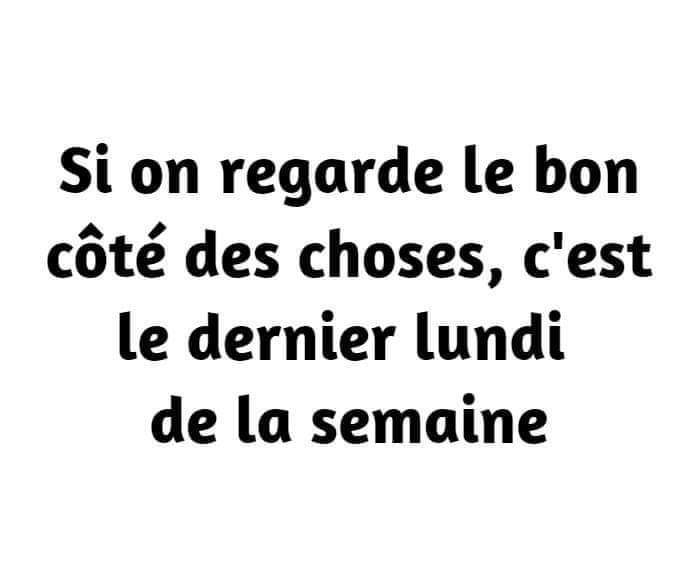 Si on regarde le bon
côté des choses, c'est
le dernier lundi
de la semaine